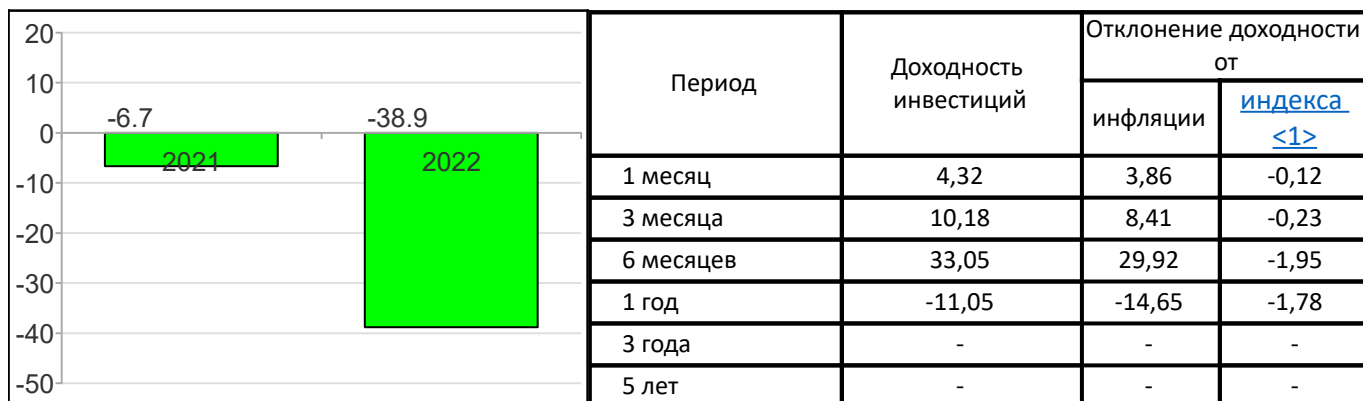 20
10
0
-10
-20
-30
-40
-50
-6.7
-38.9
2021
2022
Период
Доходность
инвестиций
Отклонение доходности
от
инфляции
индекса
<1>
1 месяц 4,32 3,86 -0,12
3 месяца 10,18 8,41 -0,23
6 месяцев 33,05 29,92 -1,95
1 год -11,05 -14,65 -1,78
3 года - - -
5 лет - - -